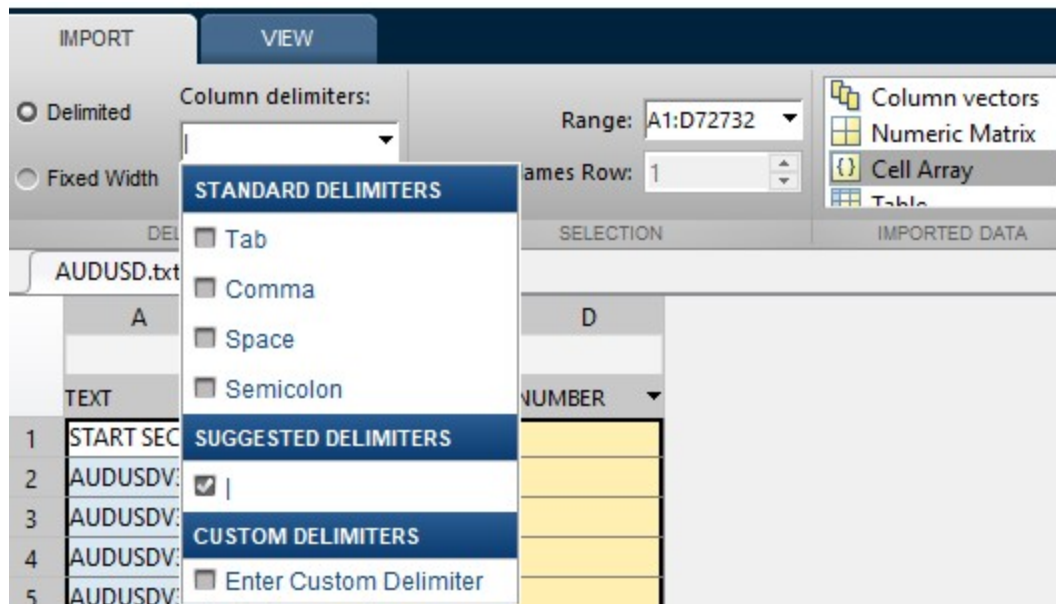 IMPORT VIEW
Delimited Column delimiters:
|
Fixed Width
Range: A1:D72732
ames Row: 1
Column vectors
Numeric Matrix
{} Cell Array
STANDARD DELIMITERS
Tab
Comma
Space
Semicolon
SUGGESTED DELIMITERS
|
CUSTOM DELIMITERS
Enter Custom Delimiter
DEL SELECTION IMPORTED DATA
AUDUSD.txt
A D
TEXT NUMBER
1 START SEC
2 AUDUSDV
3 AUDUSDV
4 AUDUSDV
5 AUDUSDV